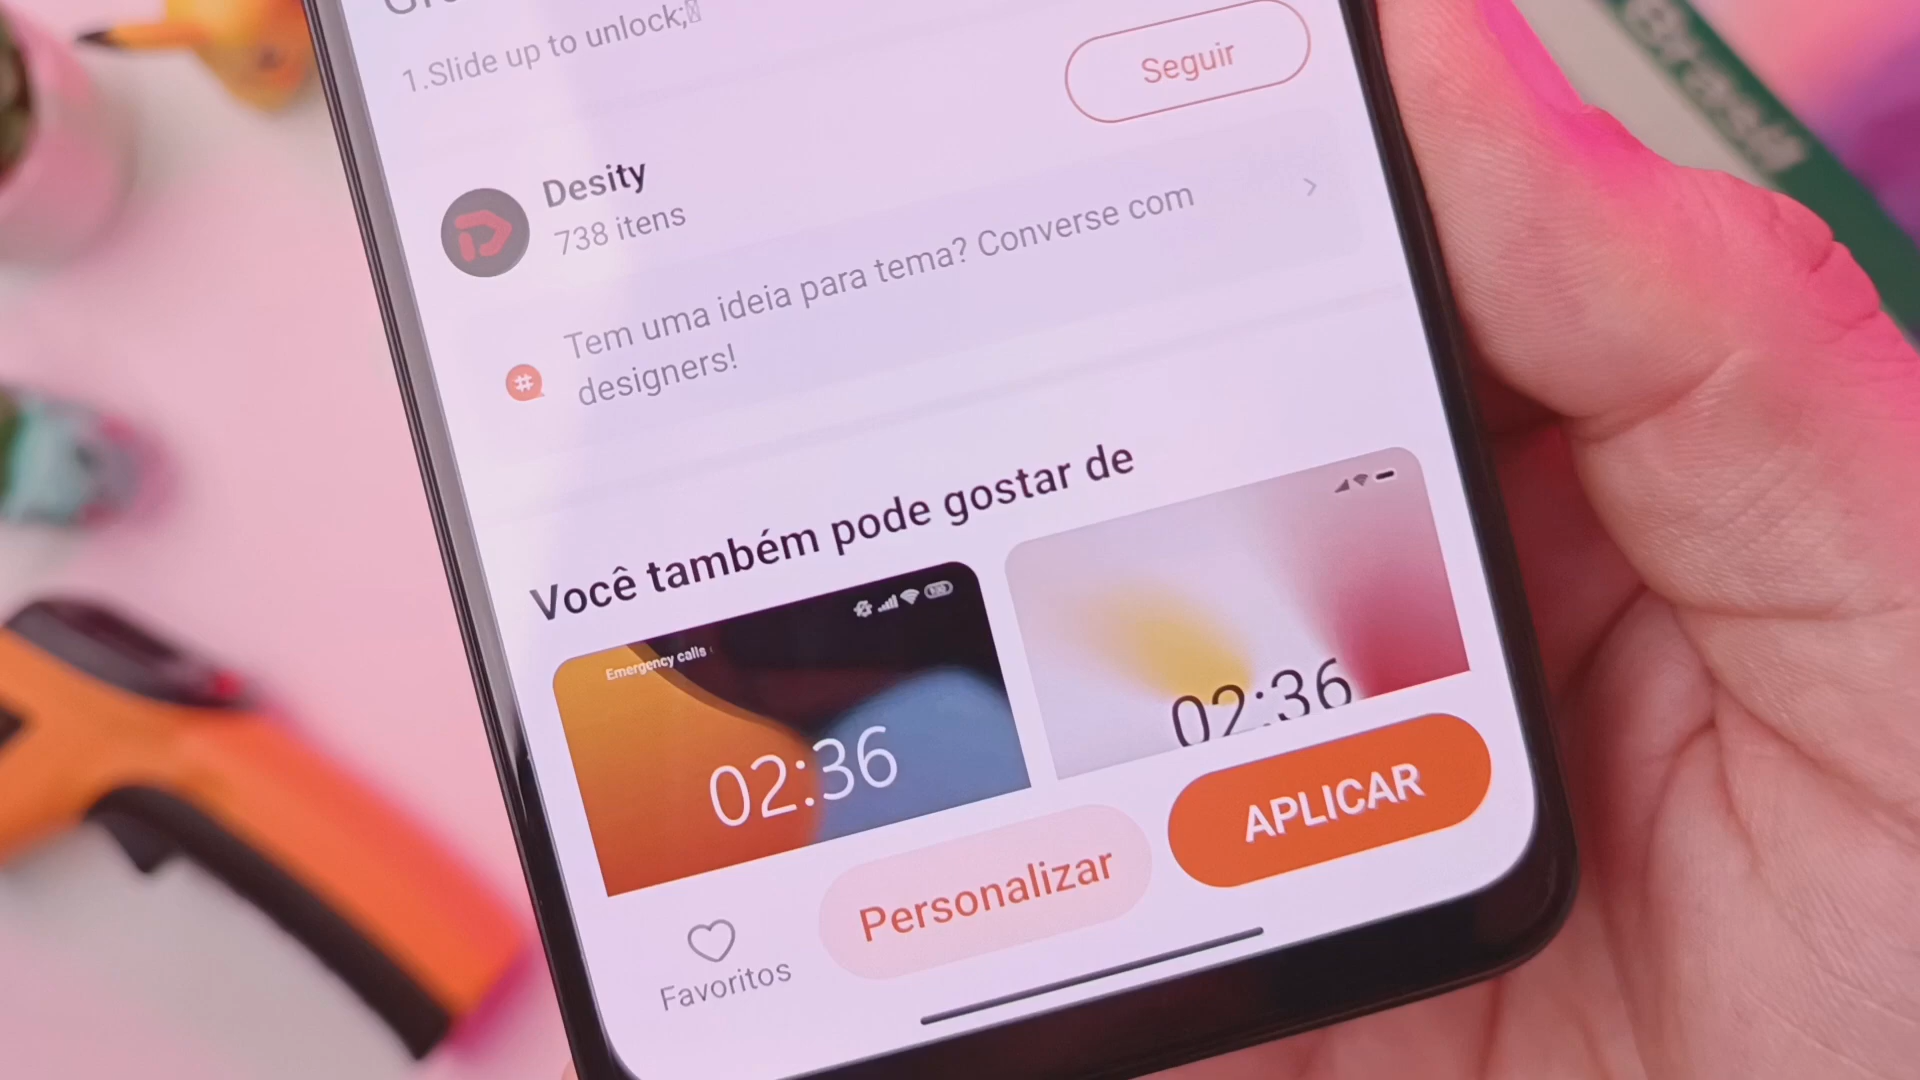 1.Slide up to unlock;
Seguir
Desity
738 itens
Tem uma ideia para tema? Converse com
designers!
Você também pode gostar de
Emergency calls
02:36
02:36
Favoritos
Personalizar
APLICAR
Brasil